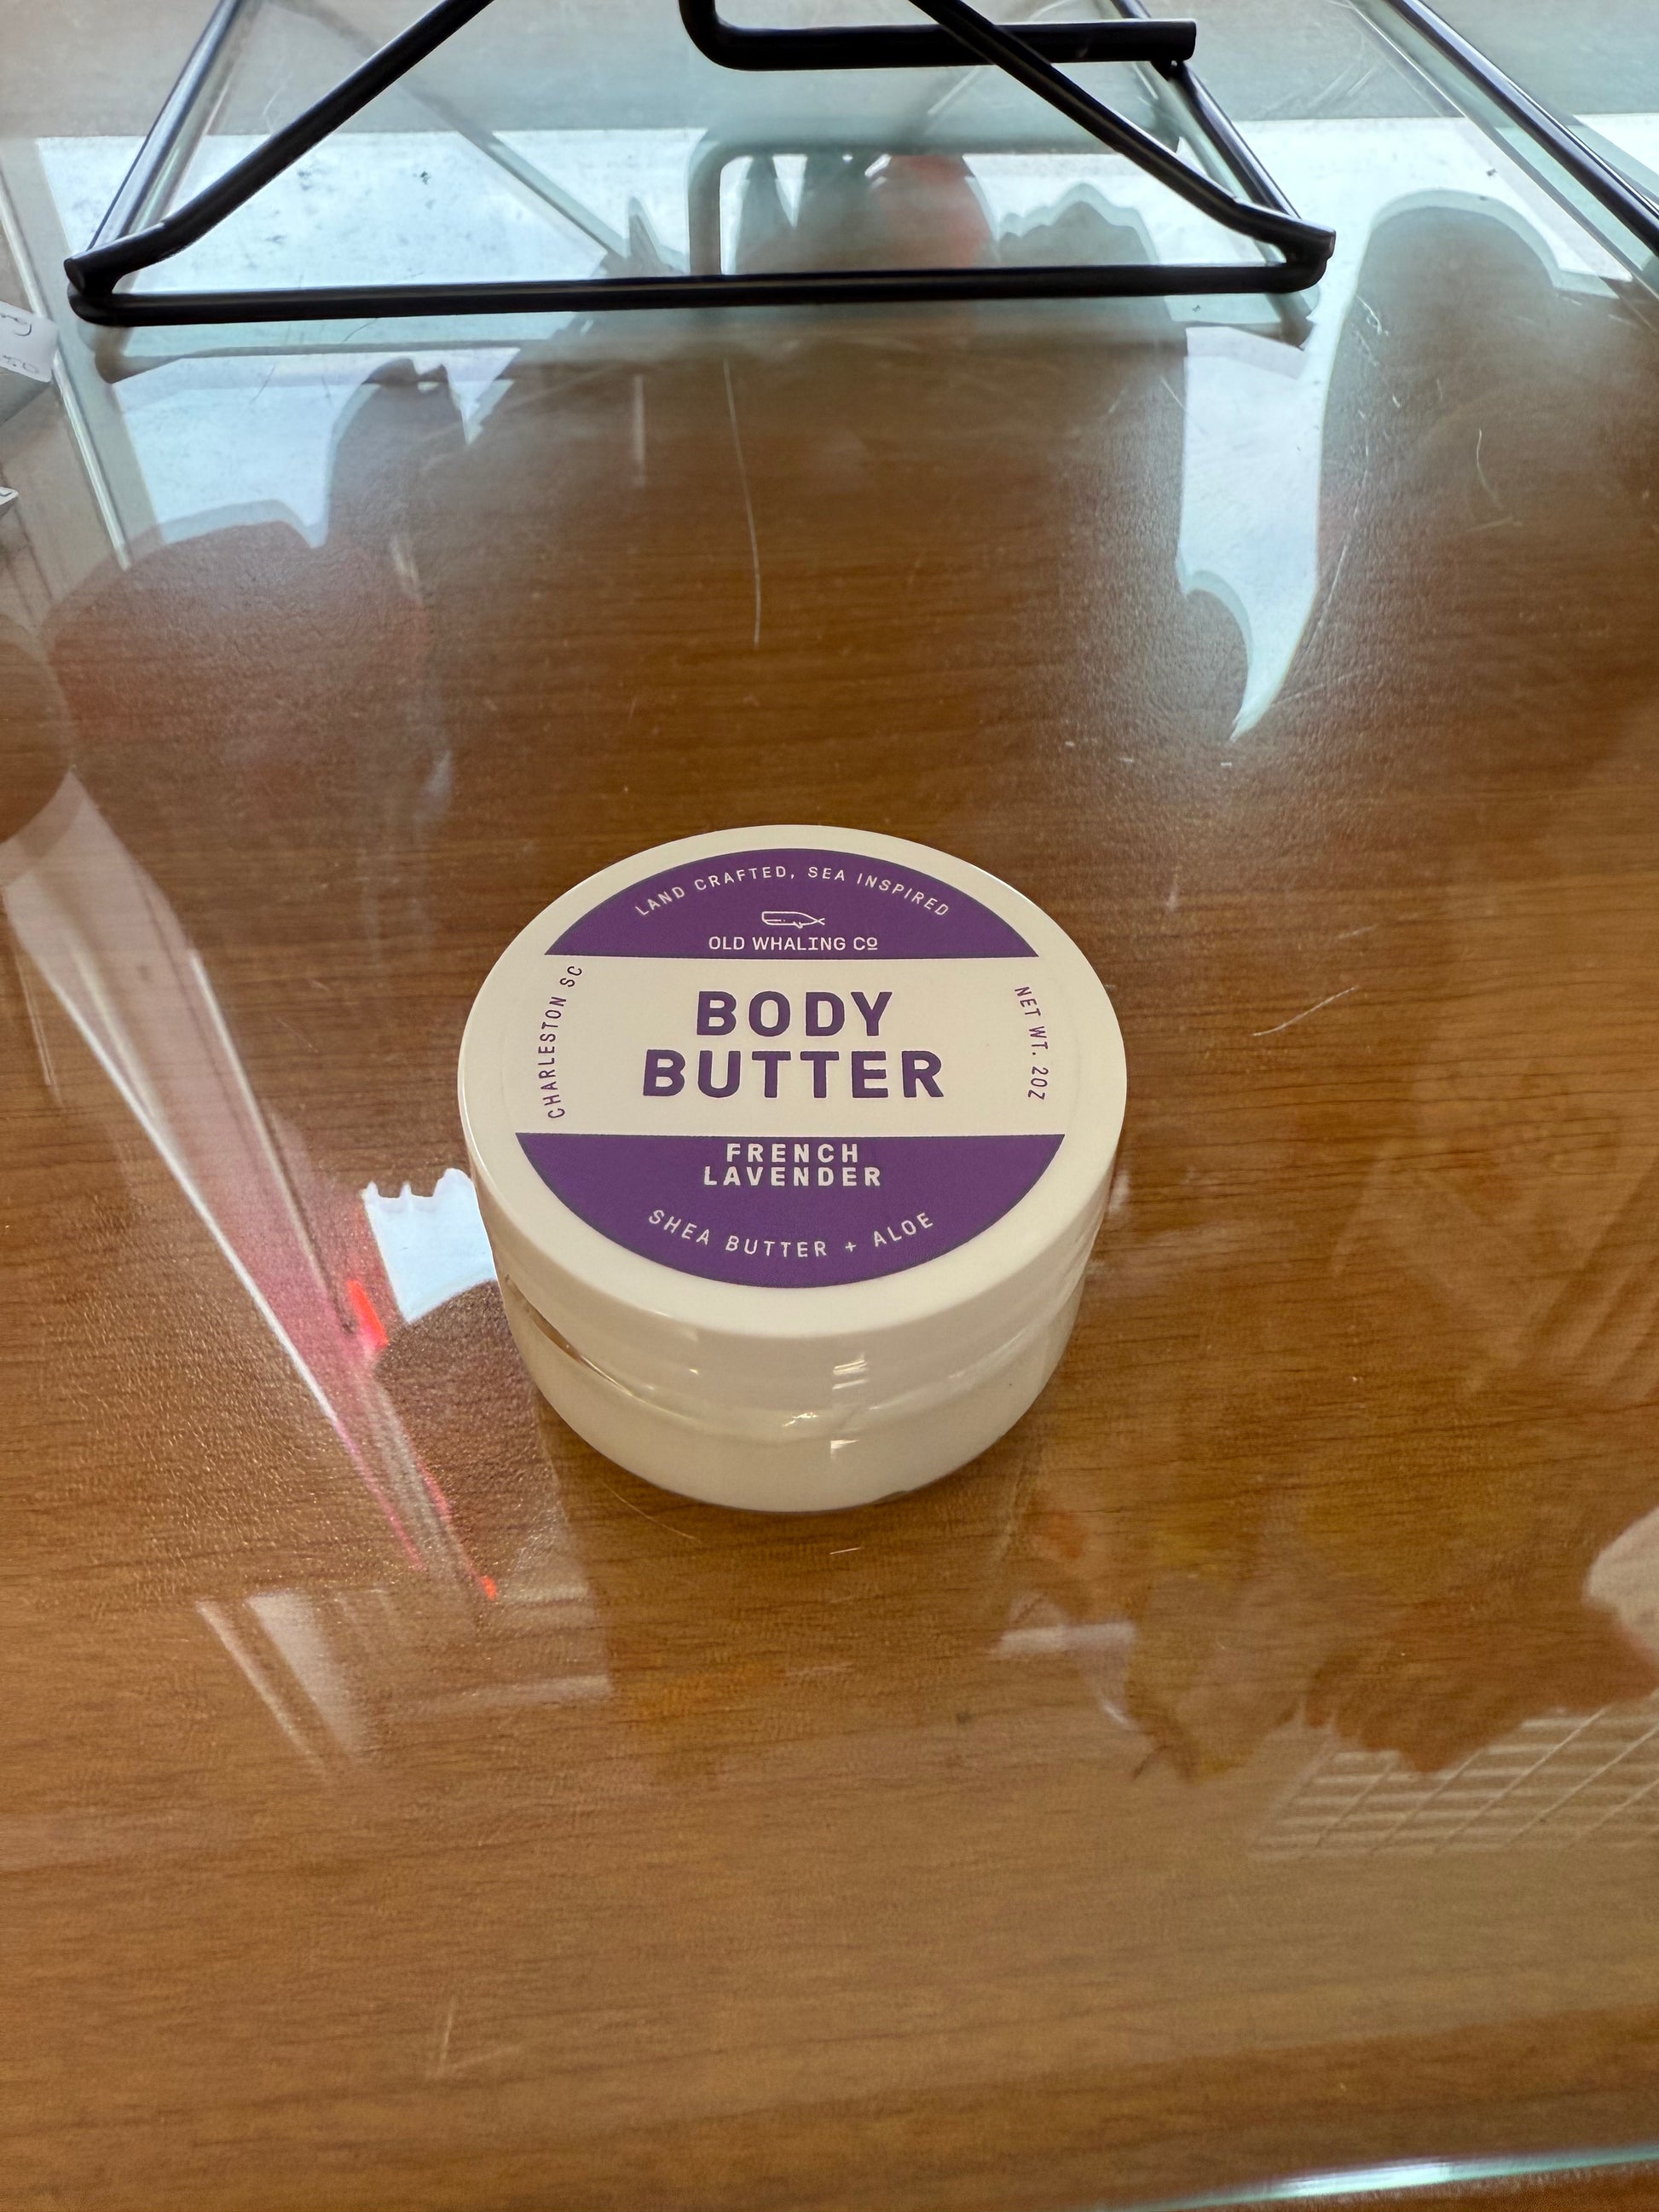 LAND CRAFTED, SEA INSPIRED
OLD WHALING Cº
CHARLESTON SC
BODY
BUTTER
NET WT. 2OZ
FRENCH
LAVENDER
SHEA BUTTER + ALOE